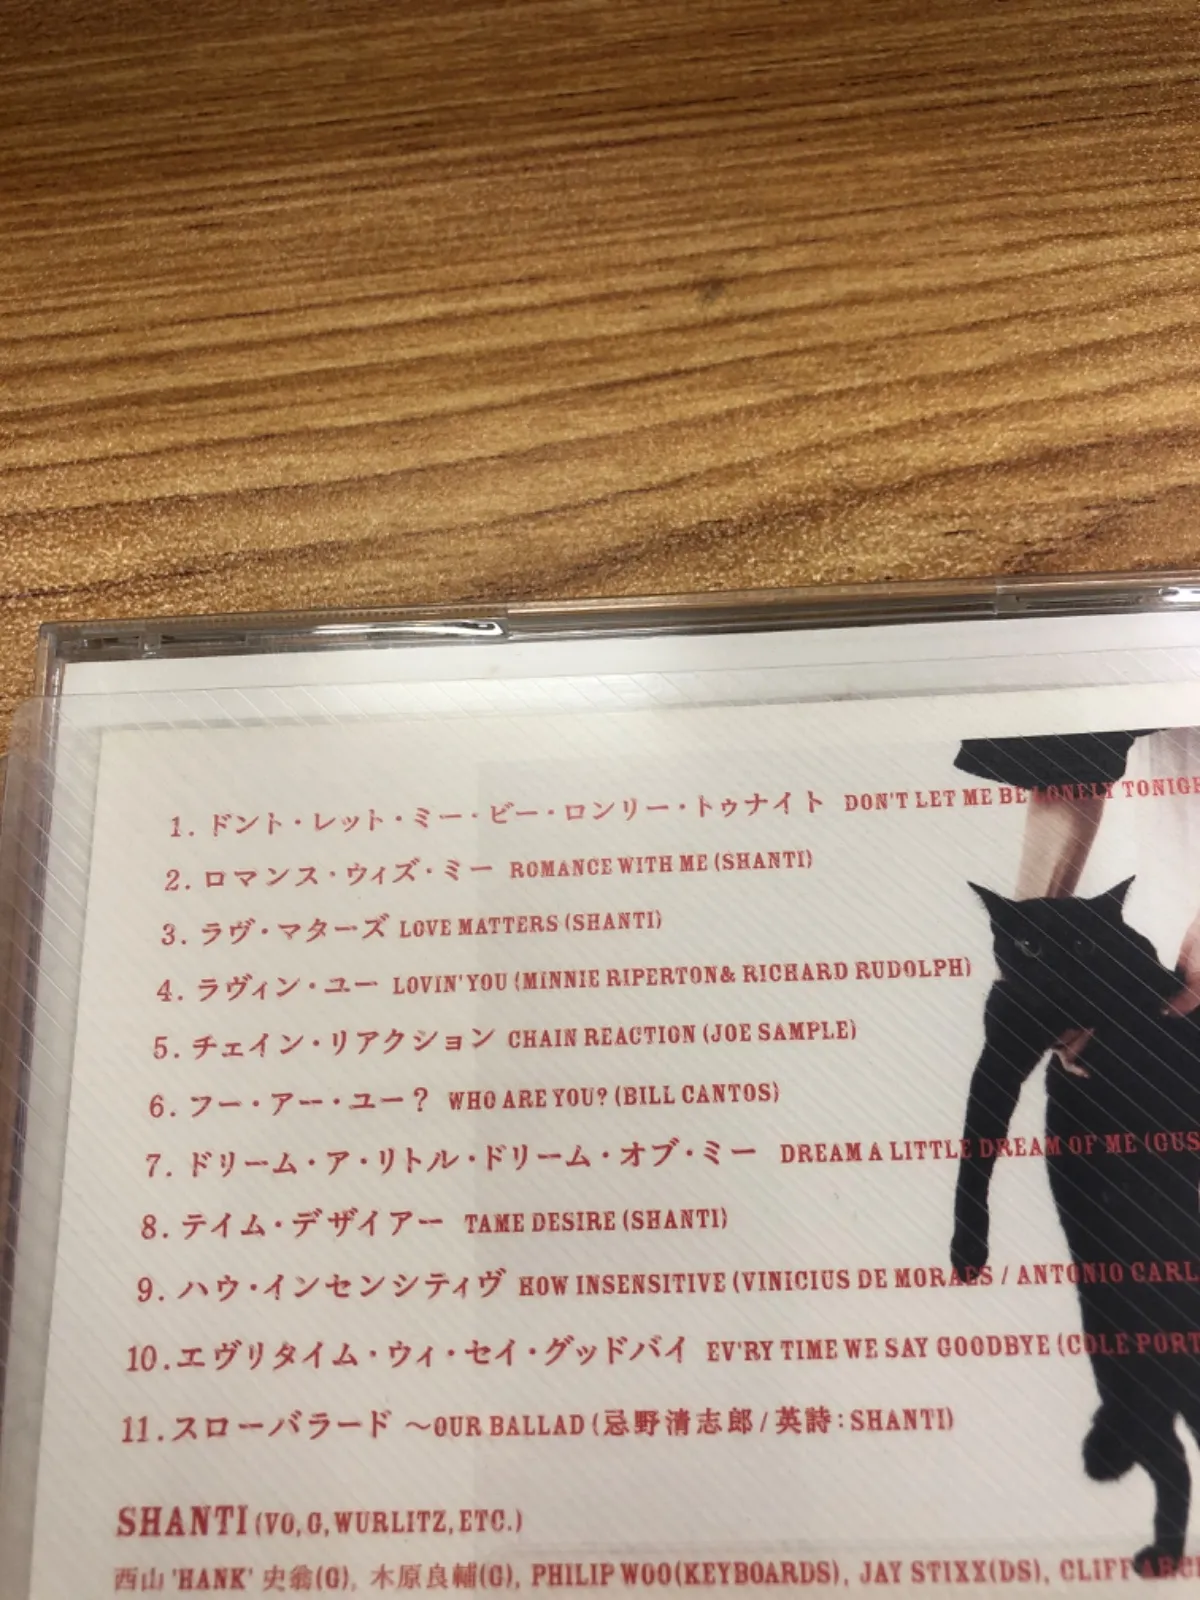 1. ドント・レット・ミー・ビー・ロンリー・トゥナイト DON'T LET ME BE LONELY TONIGH
2. ロマンス・ウィズ・ミー ROMANCE WITH ME (SHANTI)
3. ラヴ・マターズ LOVE MATTERS (SHANTI)
4. ラヴィン・ユー LOVIN' YOU (MINNIE RIPERTON& RICHARD RUDOLPH)
5. チェイン・リアクション CHAIN REACTION (JOE SAMPLE)
6. フー・アー・ユー? WHO ARE YOU? (BILL CANTOS)
7. ドリーム・ア・リトル・ドリーム・オブ・ミー DREAM A LITTLE DREAM OF ME (GUS
8. テイム・デザイアー TAME DESIRE (SHANTI)
9. ハウ・インセンシティヴ HOW INSENSITIVE (VINICIUS DE MORAES / ANTONIO CARL
10. エヴリタイム・ウィ・セイ・グッドバイ EV'RY TIME WE SAY GOODBYE (COLE PORT
11. スローバラード 〜OUR BALLAD (忌野清志郎 / 英詩:SHANTI)
SHANTI (VO, G, WURLITZ, ETC.)
西山 'HANK' 史翁(G), 木原良輔(G), PHILIP WOO(KEYBOARDS), JAY STIXX(DS), CLIFF ARCH